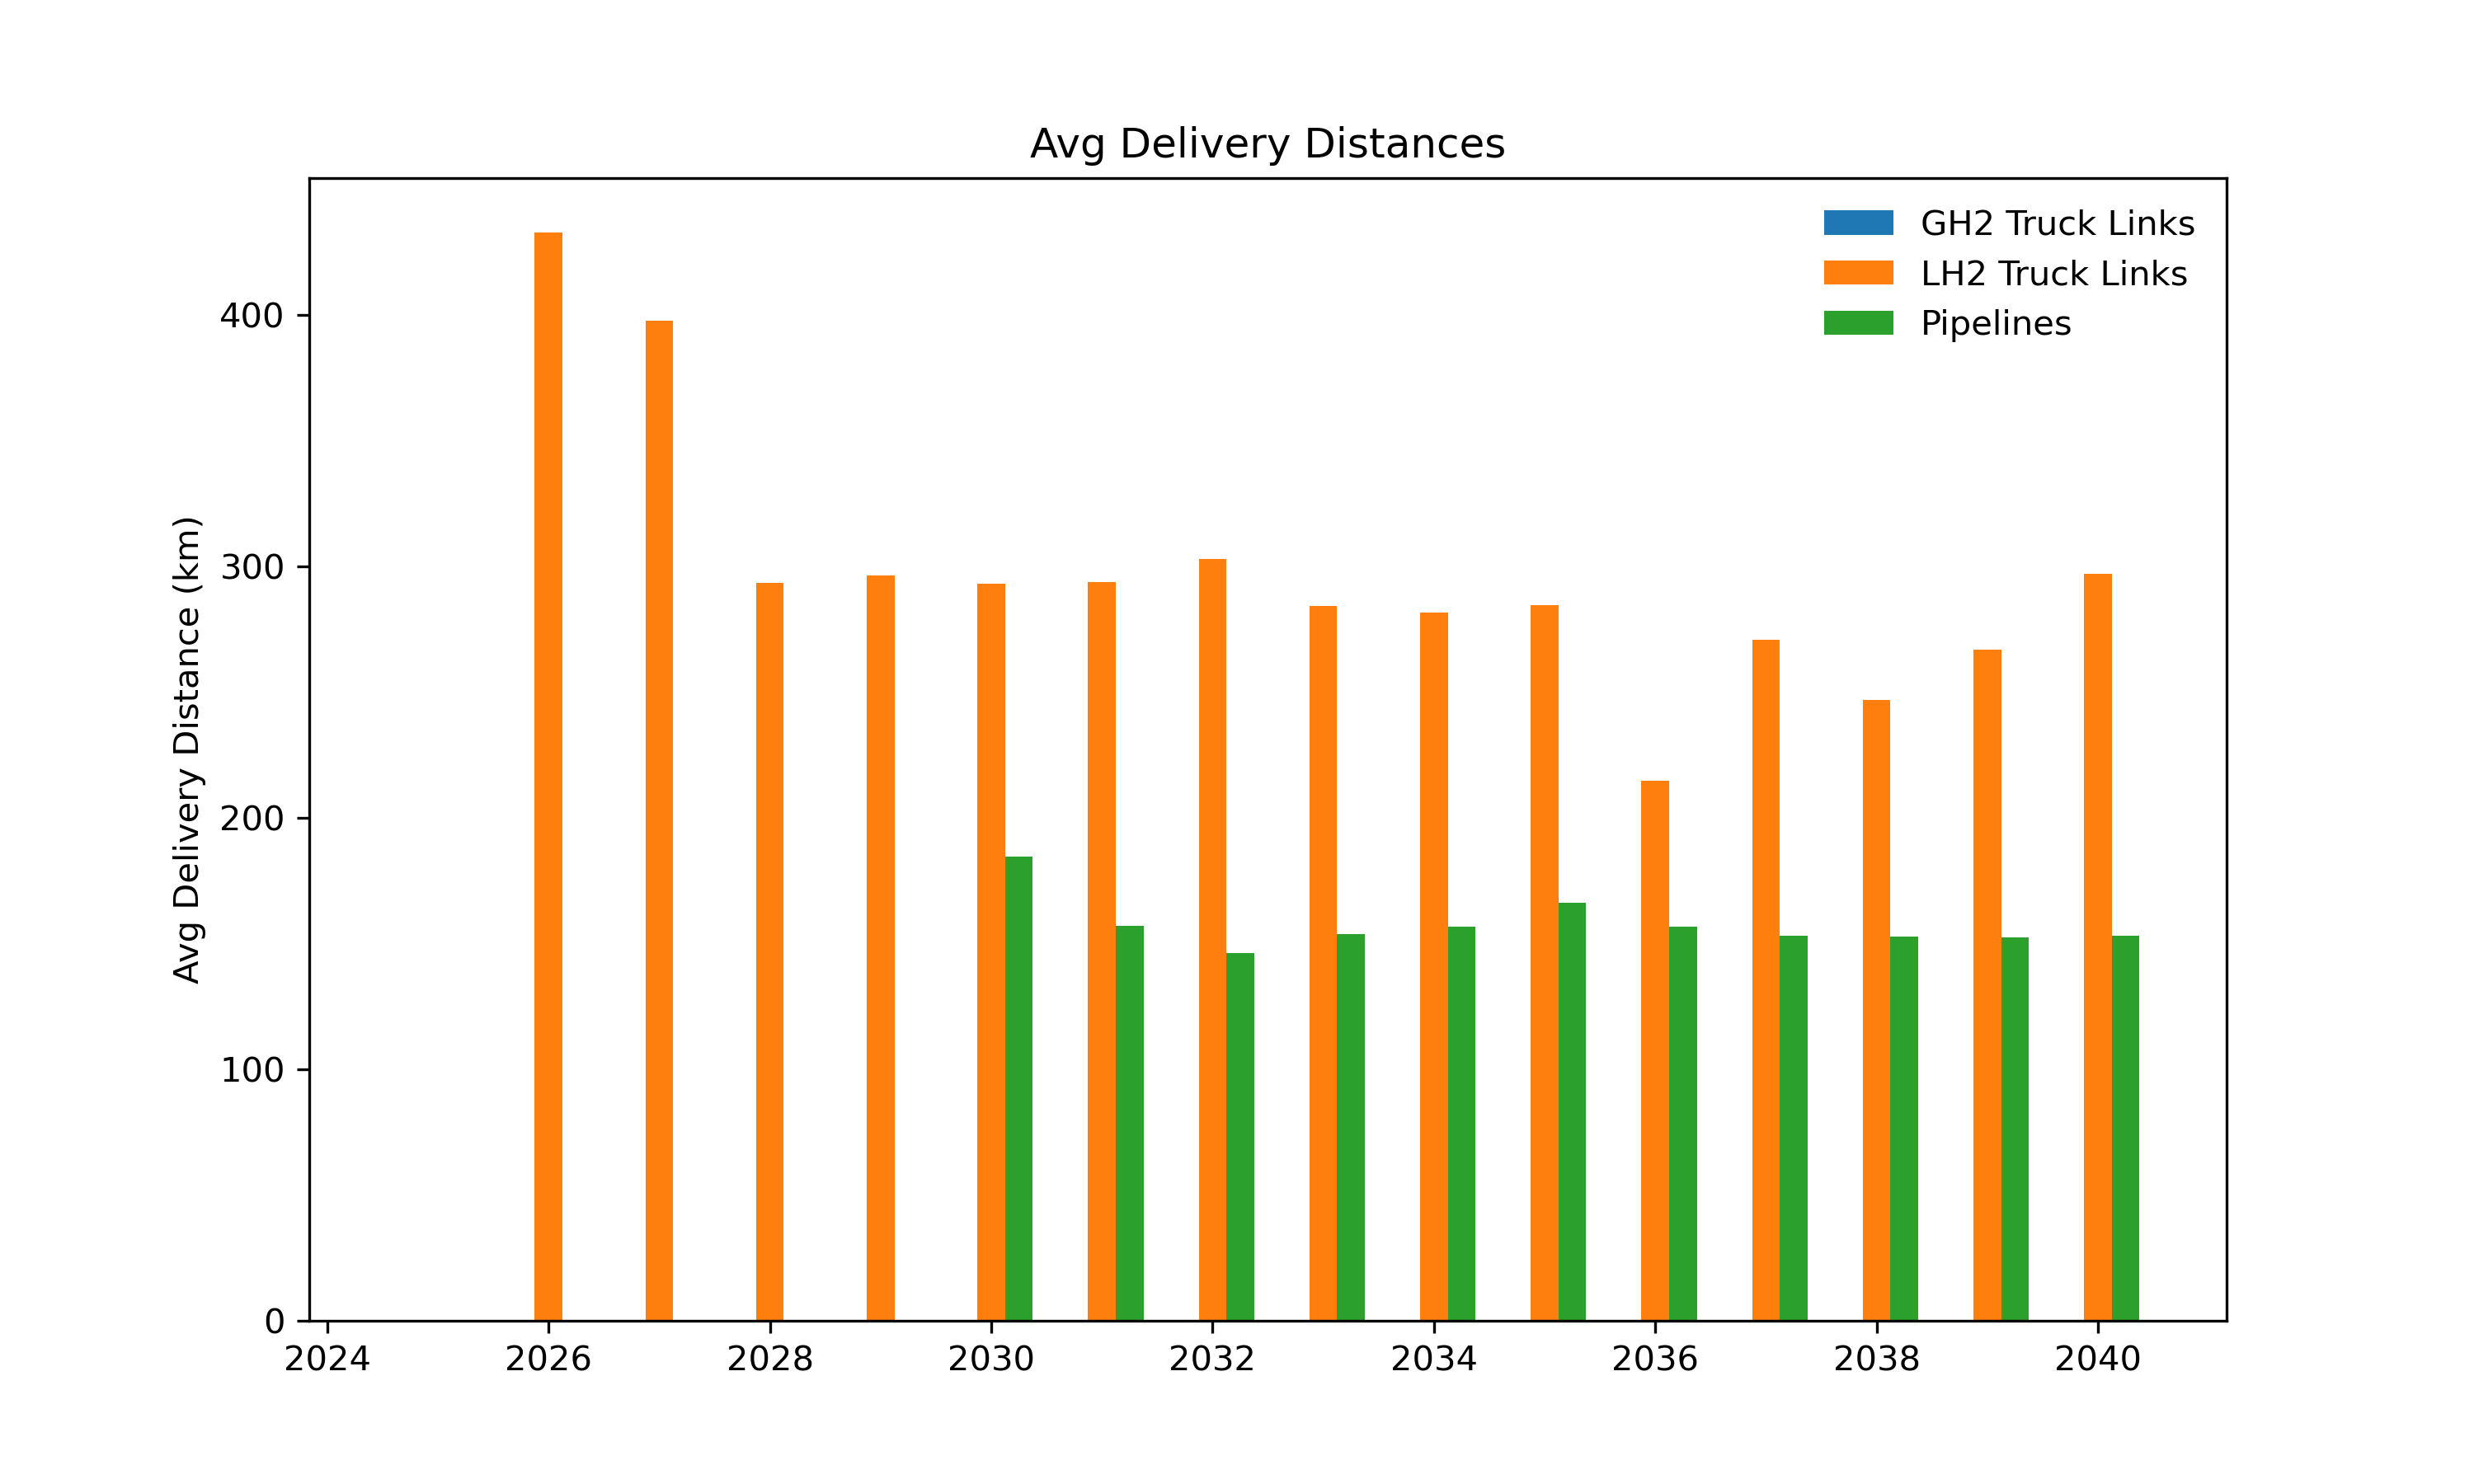 Avg Delivery Distances
GH2 Truck Links
LH2 Truck Links
Pipelines
Avg Delivery Distance (km)
400
300
200
100
0
2024 2026 2028 2030 2032 2034 2036 2038 2040